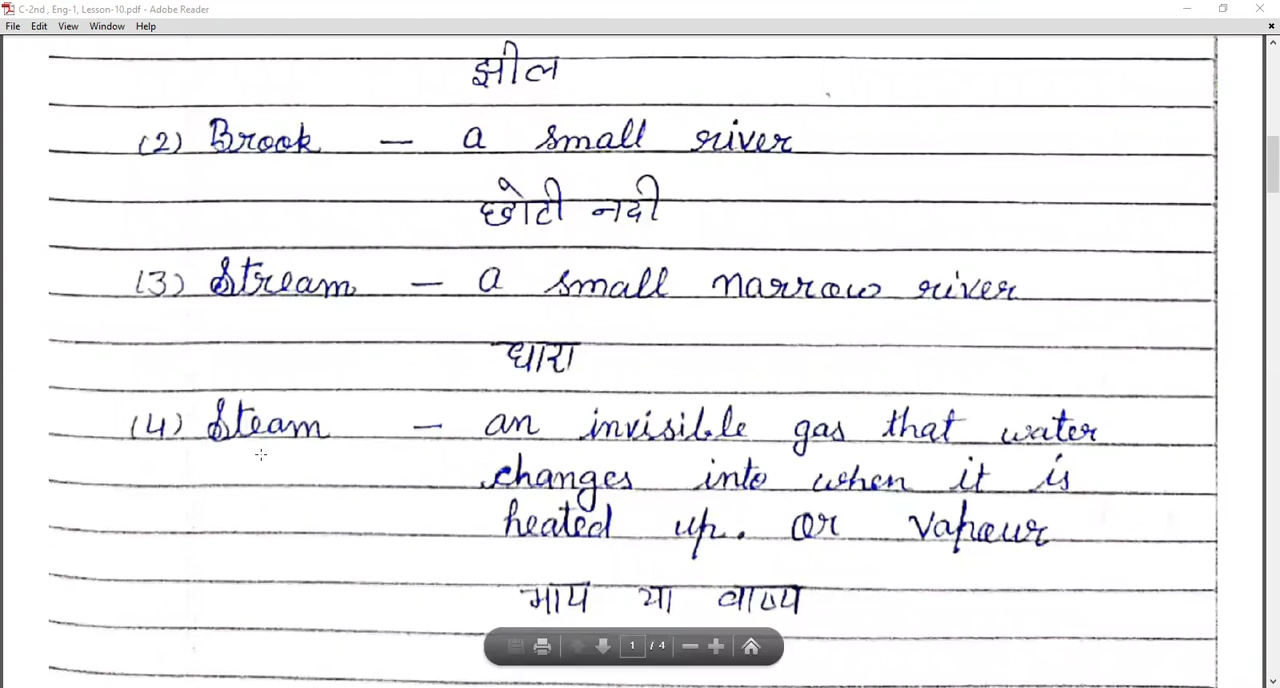 C-2nd , Eng-1, Lesson-10.pdf - Adobe Reader
File Edit View Window Help
झील
(2) Brook — a small river
छोटी नदी
(3) Stream — a small narrow river
धारा
(4) Steam — an invisible gas that water
changes into when it is
heated up. or vapour
भाप या वाष्प
1 / 4